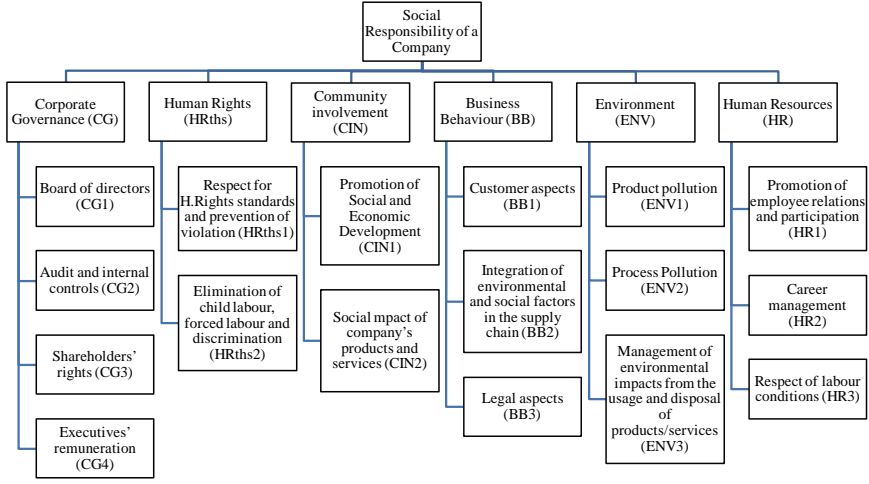 Social
Responsibility of a
Company
Corporate
Governance (CG)
Human Rights
(HRths)
Community
involvement
(CIN)
Business
Behaviour (BB)
Environment
(ENV)
Human Resources
(HR)
Board of directors
(CG1)
Audit and internal
controls (CG2)
Shareholders'
rights (CG3)
Executives'
remuneration
(CG4)
Respect for
H.Rights standards
and prevention of
violation (HRths1)
Elimination of
child labour,
forced labour and
discrimination
(HRths2)
Promotion of
Social and
Economic
Development
(CIN1)
Social impact of
company's
products and
services (CIN2)
Customer aspects
(BB1)
Integration of
environmental
and social factors
in the supply
chain (BB2)
Legal aspects
(BB3)
Product pollution
(ENV1)
Process Pollution
(ENV2)
Management of
environmental
impacts from the
usage and disposal
of
products/services
(ENV3)
Promotion of
employee relations
and participation
(HR1)
Career
management
(HR2)
Respect of labour
conditions (HR3)